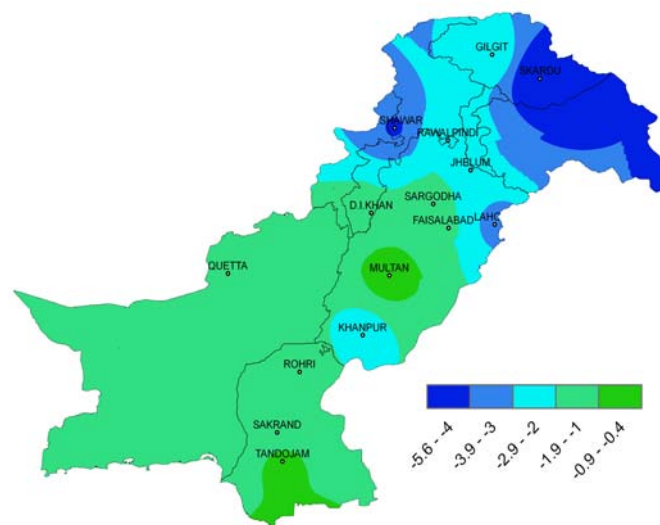 GILGIT
SKARDU
SHAWAR
RAWALPINDI
JHELUM
D.I.KHAN
SARGODHA
FAISALABAD
LAHO
QUETTA
MULTAN
KHANPUR
ROHRI
SAKRAND
TANDOJAM
-5.6 - -4
-3.9 - -3
-2.9 - -2
-1.9 - -1
-0.9 - -0.4